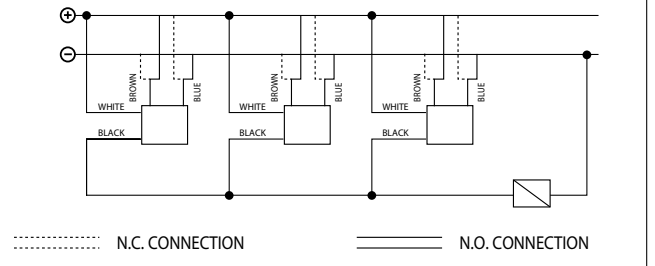 +
−
BROWN BLUE BROWN BLUE BROWN BLUE
WHITE WHITE WHITE
BLACK BLACK BLACK
N.C. CONNECTION N.O. CONNECTION